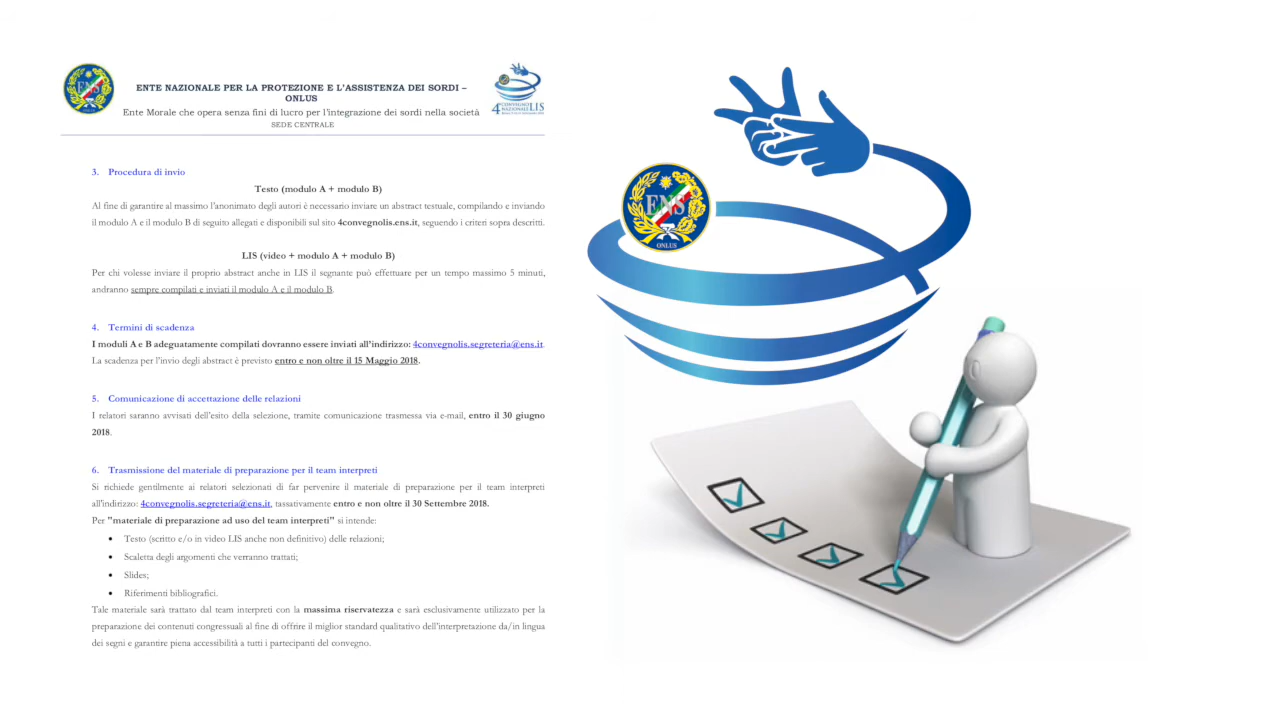 ENS
ONLUS
ENTE NAZIONALE PER LA PROTEZIONE E L'ASSISTENZA DEI SORDI –
ONLUS
Ente Morale che opera senza fini di lucro per l'integrazione dei sordi nella società
SEDE CENTRALE
4 CONVEGNO
NAZIONALE LIS
3. Procedura di invio
Testo (modulo A + modulo B)
Al fine di garantire al massimo l'anonimato degli autori è necessario inviare un abstract testuale, compilando e inviando
il modulo A e il modulo B di seguito allegati e disponibili sul sito 4convegnolis.ens.it, seguendo i criteri sopra descritti.
LIS (video + modulo A + modulo B)
Per chi volesse inviare il proprio abstract anche in LIS il segnante può effettuare per un tempo massimo 5 minuti,
andranno sempre compilati e inviati il modulo A e il modulo B.
4. Termini di scadenza
I moduli A e B adeguatamente compilati dovranno essere inviati all'indirizzo: 4convegnolis.segreteria@ens.it.
La scadenza per l'invio degli abstract è previsto entro e non oltre il 15 Maggio 2018.
5. Comunicazione di accettazione delle relazioni
I relatori saranno avvisati dell'esito della selezione, tramite comunicazione trasmessa via e-mail, entro il 30 giugno
2018.
6. Trasmissione del materiale di preparazione per il team interpreti
Si richiede gentilmente ai relatori selezionati di far pervenire il materiale di preparazione per il team interpreti
all'indirizzo: 4convegnolis.segreteria@ens.it, tassativamente entro e non oltre il 30 Settembre 2018.
Per "materiale di preparazione ad uso del team interpreti" si intende:
• Testo (scritto e/o in video LIS anche non definitivo) delle relazioni;
• Scaletta degli argomenti che verranno trattati;
• Slides;
• Riferimenti bibliografici.
Tale materiale sarà trattato dal team interpreti con la massima riservatezza e sarà esclusivamente utilizzato per la
preparazione dei contenuti congressuali al fine di offrire il miglior standard qualitativo dell'interpretazione da/in lingua
dei segni e garantire piena accessibilità a tutti i partecipanti del convegno.
ENS
ONLUS